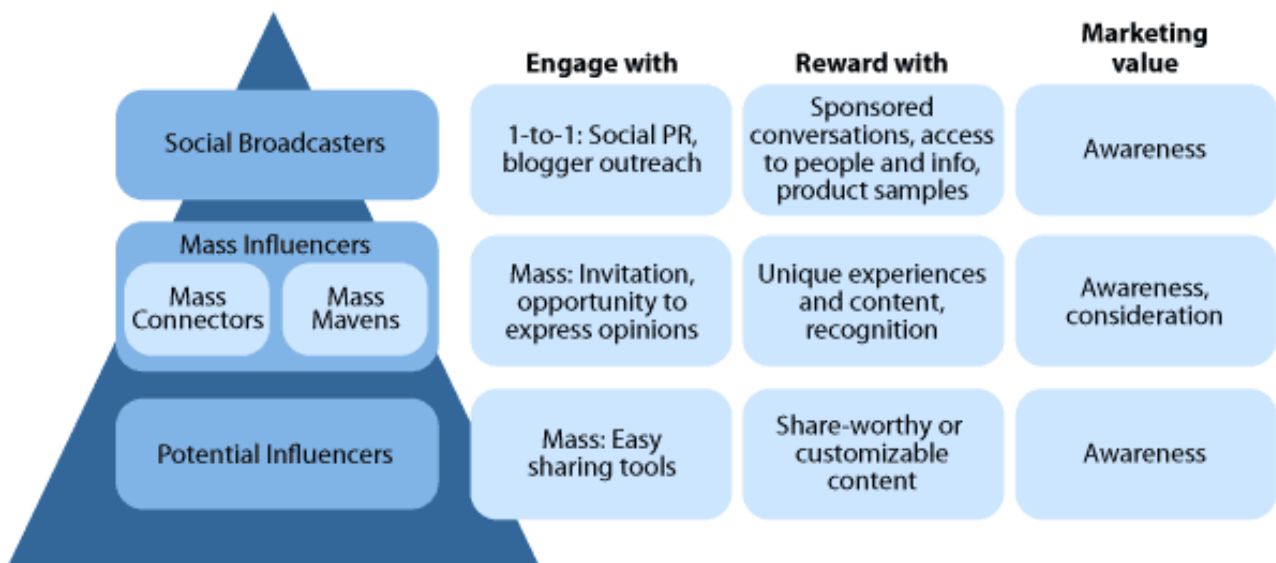 Engage with
Reward with
Marketing
value
Social Broadcasters
1-to-1: Social PR,
blogger outreach
Sponsored
conversations, access
to people and info,
product samples
Awareness
Mass Influencers
Mass
Connectors
Mass
Mavens
Mass: Invitation,
opportunity to
express opinions
Unique experiences
and content,
recognition
Awareness,
consideration
Potential Influencers
Mass: Easy
sharing tools
Share-worthy or
customizable
content
Awareness